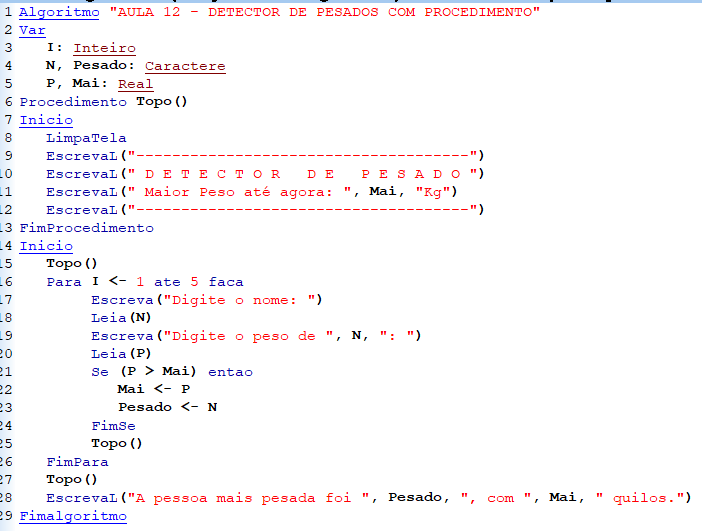 1 Algoritmo "AULA 12 - DETECTOR DE PESADOS COM PROCEDIMENTO"
2 Var
3 I: Inteiro
4 N, Pesado: Caractere
5 P, Mai: Real
6 Procedimento Topo()
7 Inicio
8 LimpaTela
9 EscrevaL("-------------------------------------")
10 EscrevaL(" D E T E C T O R   D E   P E S A D O ")
11 EscrevaL(" Maior Peso até agora: ", Mai, "Kg")
12 EscrevaL("-------------------------------------")
13 FimProcedimento
14 Inicio
15 Topo()
16 Para I <- 1 ate 5 faca
17 Escreva("Digite o nome: ")
18 Leia(N)
19 Escreva("Digite o peso de ", N, ": ")
20 Leia(P)
21 Se (P > Mai) entao
22 Mai <- P
23 Pesado <- N
24 FimSe
25 Topo()
26 FimPara
27 Topo()
28 EscrevaL("A pessoa mais pesada foi ", Pesado, ", com ", Mai, " quilos.")
29 Fimalgoritmo